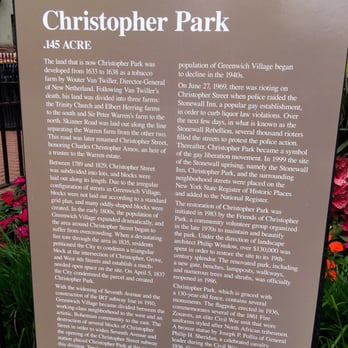 Christopher Park
.145 ACRE
The land that is now Christopher Park was
developed from 1633 to 1638 as a tobacco
farm by Wouter Van Twiller, Director-General
of New Netherland. Following Van Twiller's
death, his land was divided into three farms:
the Trinity Church and Elbert Herring farms
to the south and Sir Peter Warren's farm to the
north. Skinner Road was laid out along the line
separating the Warren farm from the other two.
This road was later renamed Christopher Street,
honoring Charles Christopher Amos, an heir of
a trustee to the Warren estate.
Between 1789 and 1829, Christopher Street
was subdivided into lots, and blocks were
laid out along its length. Due to the irregular
configuration of streets in Greenwich Village,
blocks were not laid out according to a standard
grid plan, and many oddly-shaped blocks were
created. In the early 1800s, the population of
Greenwich Village expanded dramatically, and
the area around Christopher Street began to
suffer from overcrowding. When a devastating
fire tore through the area in 1835, residents
petitioned the City to condemn a triangular
block at the intersection of Christopher, Grove,
and West 4th Streets and establish a much-
needed open space on the site. On April 5, 1837
the City condemned the parcel and created
Christopher Park.
With the widening of Seventh Avenue and the
construction of the IRT subway line in 1910,
Greenwich Village became divided between the
working-class neighborhood to the west and an
artistic, Bohemian community to the east. The
destruction of several blocks of Christopher
Street in order to widen Seventh Avenue and
the opening of the Christopher Street subway
station placed Christopher Park at the
population of Greenwich Village began
to decline in the 1940s.
On June 27, 1969, there was rioting on
Christopher Street when police raided the
Stonewall Inn, a popular gay establishment,
in order to curb liquor law violations. Over
the next few days, in what is known as the
Stonewall Rebellion, several thousand rioters
filled the streets to protest the police action.
Thereafter, Christopher Park became a symbol
of the gay liberation movement. In 1999 the site
of the Stonewall uprising, namely the Stonewall
Inn, Christopher Park, and the surrounding
neighborhood streets were placed on the
New York State Register of Historic Places
and added to the National Register.
The restoration of Christopher Park was
initiated in 1983 by the Friends of Christopher
Park, a community volunteer group organized
in the late 1970s to maintain and beautify
the park. Under the direction of landscape
architect Philip Winslow, over $130,000 was
spent in order to restore the site to its 19th-
century splendor. The renovated park, including
a new gate, benches, lampposts, walkways,
and numerous trees and shrubs, was officially
reopened in 1986.
Christopher Park, which is graced with
a 130-year-old fence, contains several
monuments. The flagpole, erected in 1936,
commemorates several of the 1861 Fire
Zouaves, an elite Civil War unit that wore
uniforms styled after North African tribesmen.
A bronze statue by Joseph P. Pollia of General
Philip H. Sheridan, a celebrated cavalry
leader during the Civil War